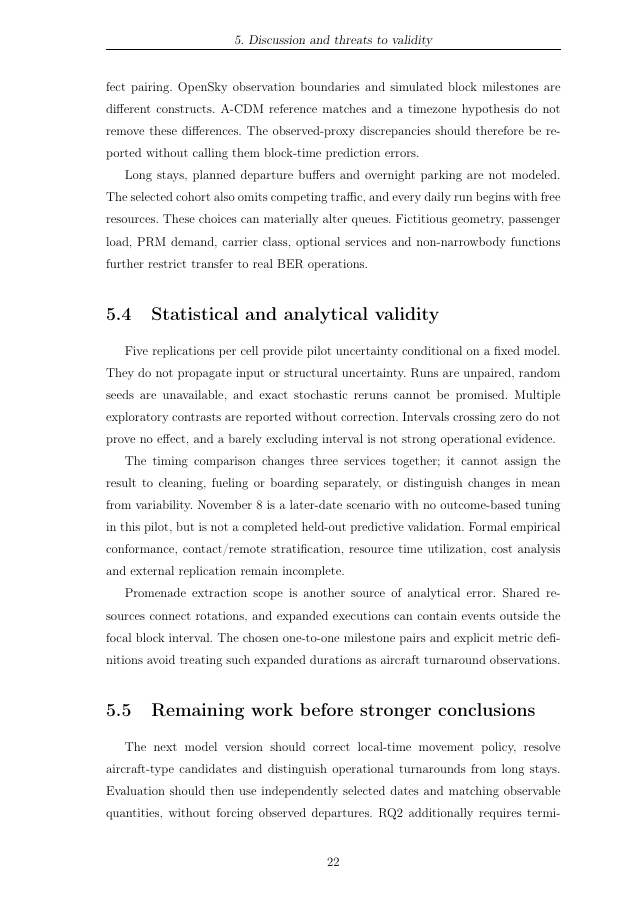 5. Discussion and threats to validity
fect pairing. OpenSky observation boundaries and simulated block milestones are
different constructs. A-CDM reference matches and a timezone hypothesis do not
remove these differences. The observed-proxy discrepancies should therefore be re-
ported without calling them block-time prediction errors.
Long stays, planned departure buffers and overnight parking are not modeled.
The selected cohort also omits competing traffic, and every daily run begins with free
resources. These choices can materially alter queues. Fictitious geometry, passenger
load, PRM demand, carrier class, optional services and non-narrowbody functions
further restrict transfer to real BER operations.
5.4 Statistical and analytical validity
Five replications per cell provide pilot uncertainty conditional on a fixed model.
They do not propagate input or structural uncertainty. Runs are unpaired, random
seeds are unavailable, and exact stochastic reruns cannot be promised. Multiple
exploratory contrasts are reported without correction. Intervals crossing zero do not
prove no effect, and a barely excluding interval is not strong operational evidence.
The timing comparison changes three services together; it cannot assign the
result to cleaning, fueling or boarding separately, or distinguish changes in mean
from variability. November 8 is a later-date scenario with no outcome-based tuning
in this pilot, but is not a completed held-out predictive validation. Formal empirical
conformance, contact/remote stratification, resource time utilization, cost analysis
and external replication remain incomplete.
Promenade extraction scope is another source of analytical error. Shared re-
sources connect rotations, and expanded executions can contain events outside the
focal block interval. The chosen one-to-one milestone pairs and explicit metric defi-
nitions avoid treating such expanded durations as aircraft turnaround observations.
5.5 Remaining work before stronger conclusions
The next model version should correct local-time movement policy, resolve
aircraft-type candidates and distinguish operational turnarounds from long stays.
Evaluation should then use independently selected dates and matching observable
quantities, without forcing observed departures. RQ2 additionally requires termi-
22